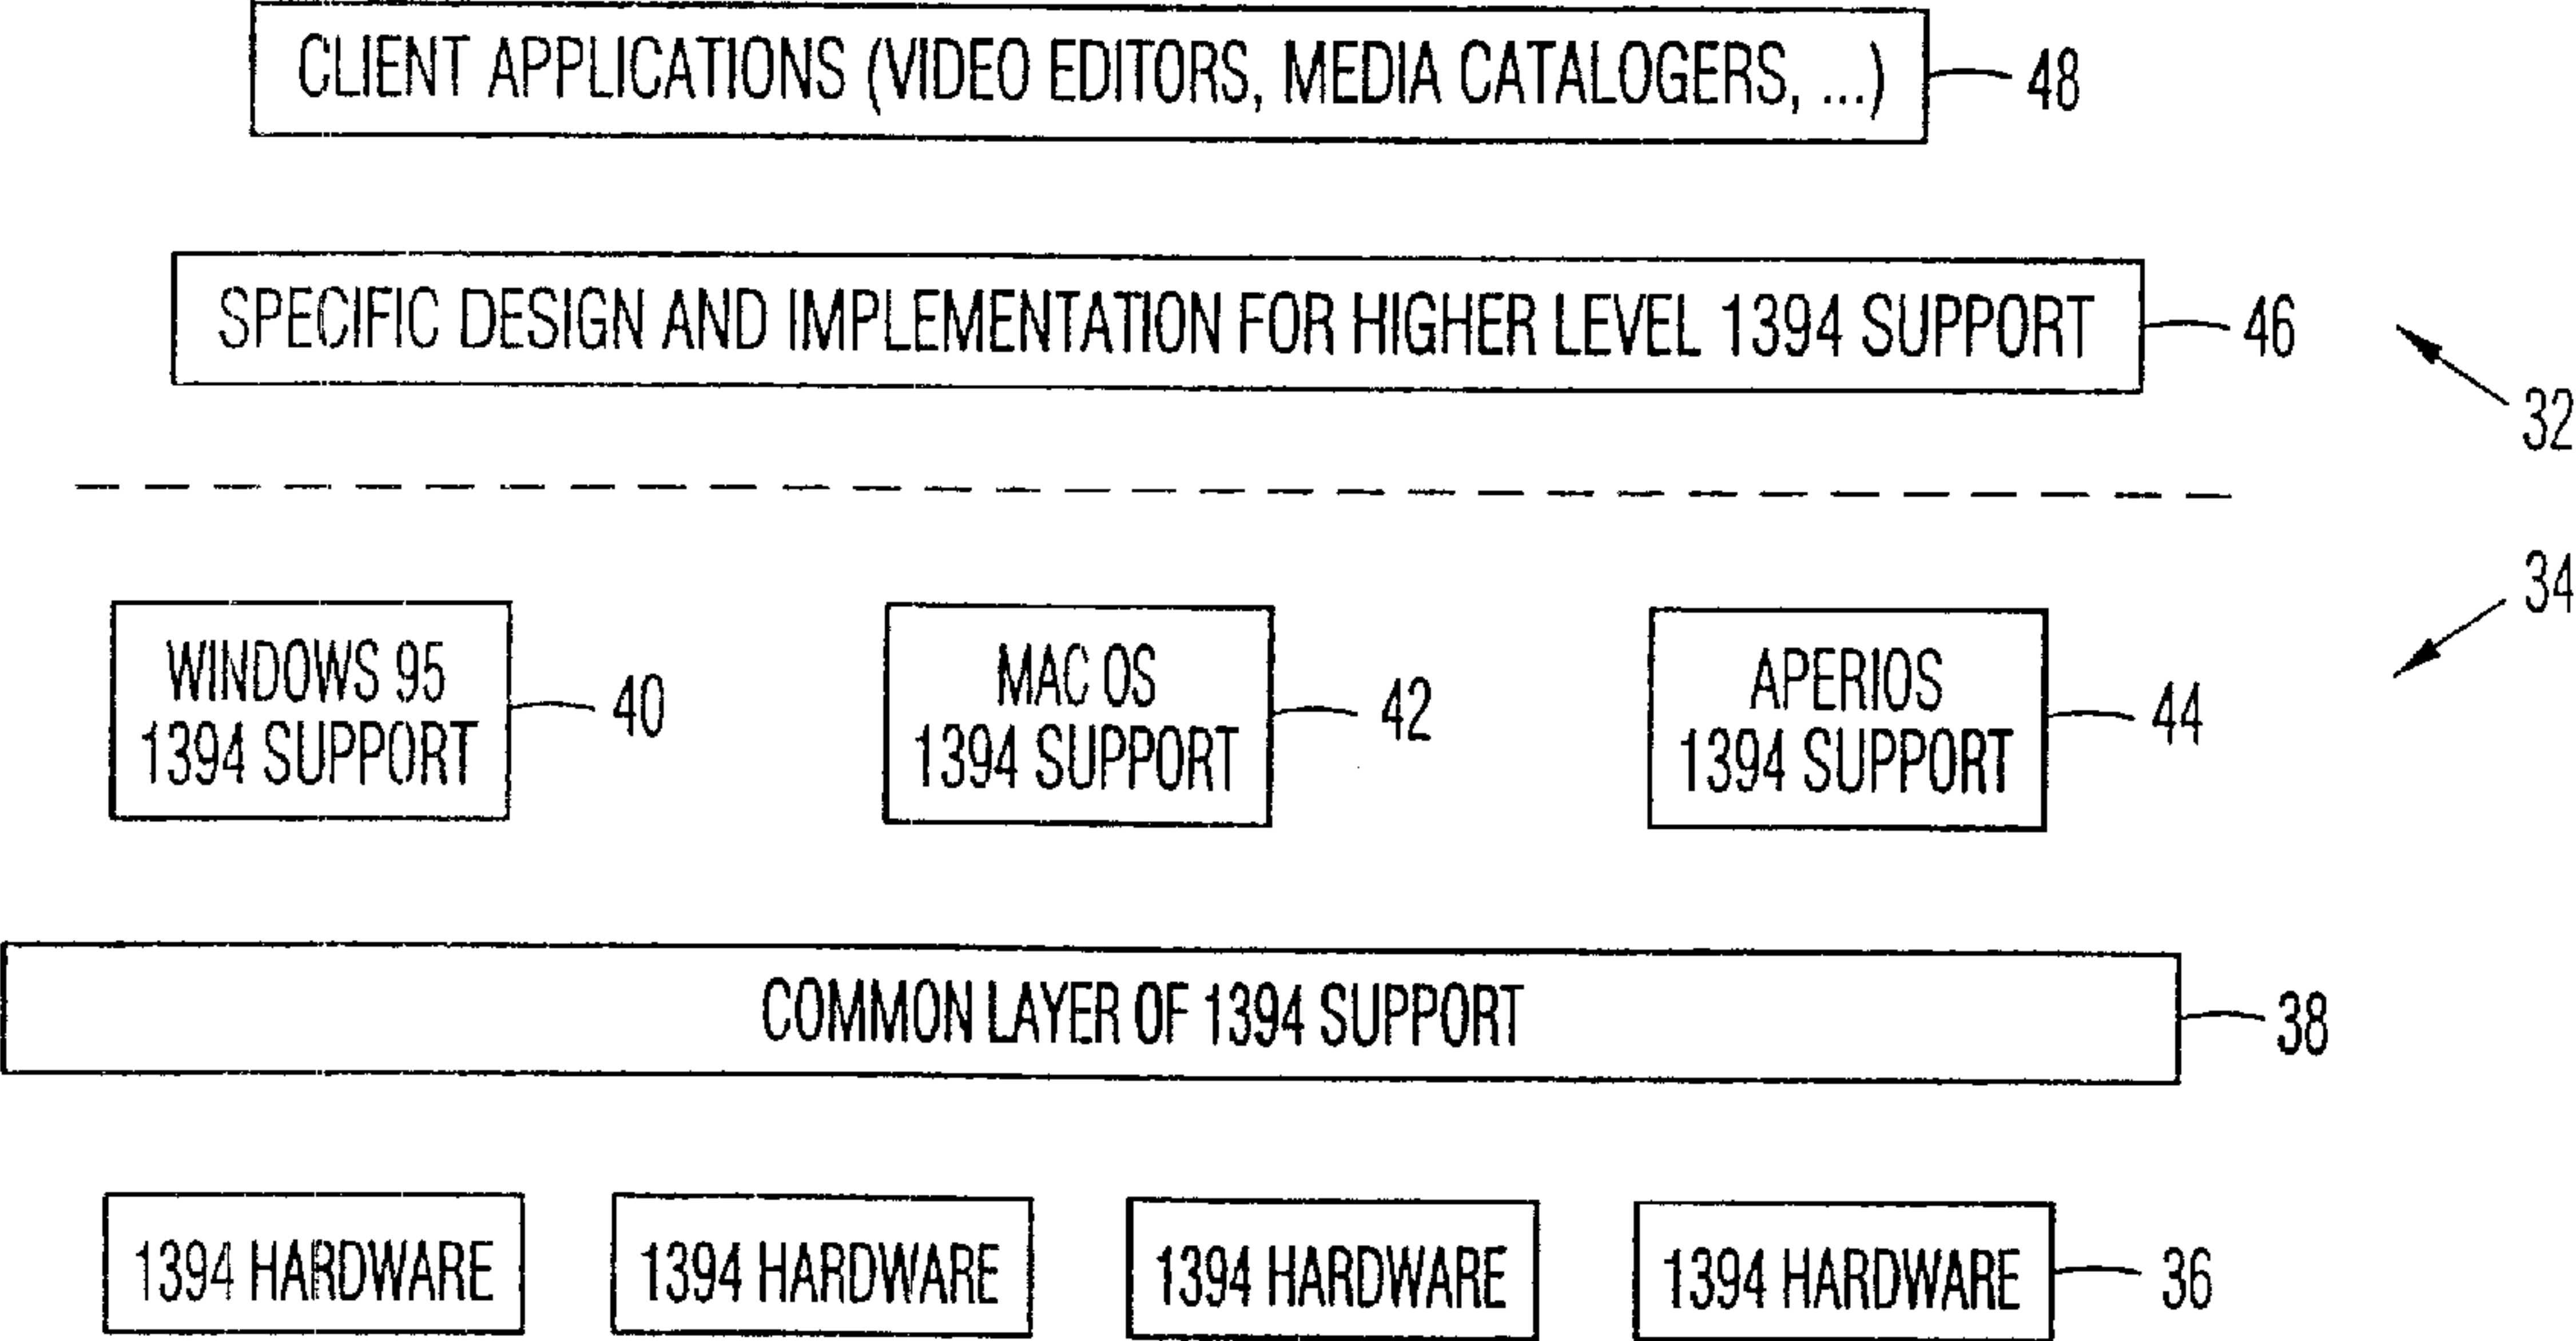 CLIENT APPLICATIONS (VIDEO EDITORS, MEDIA CATALOGERS, ...) 48
SPECIFIC DESIGN AND IMPLEMENTATION FOR HIGHER LEVEL 1394 SUPPORT 46
32
34
WINDOWS 95
1394 SUPPORT
40
MAC OS
1394 SUPPORT
42
APERIOS
1394 SUPPORT
44
COMMON LAYER OF 1394 SUPPORT 38
1394 HARDWARE
1394 HARDWARE
1394 HARDWARE
1394 HARDWARE
36